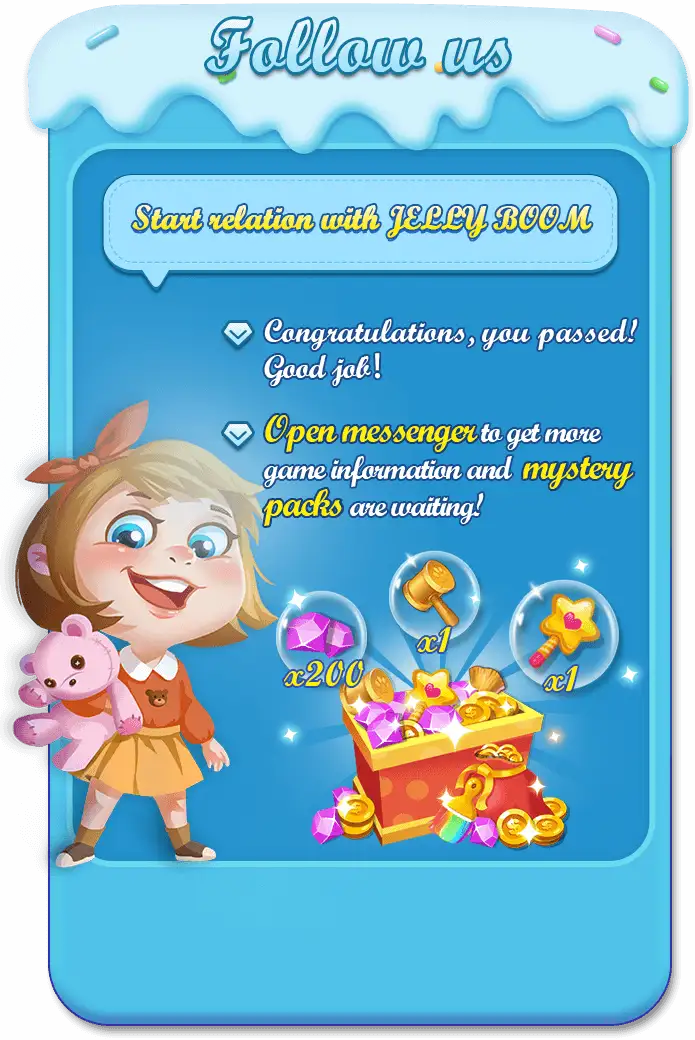 Follow us
Start relation with JELLY BOOM
Congratulations, you passed!
Good job!
Open messenger to get more
game information and mystery
packs are waiting!
x1
x200
x1